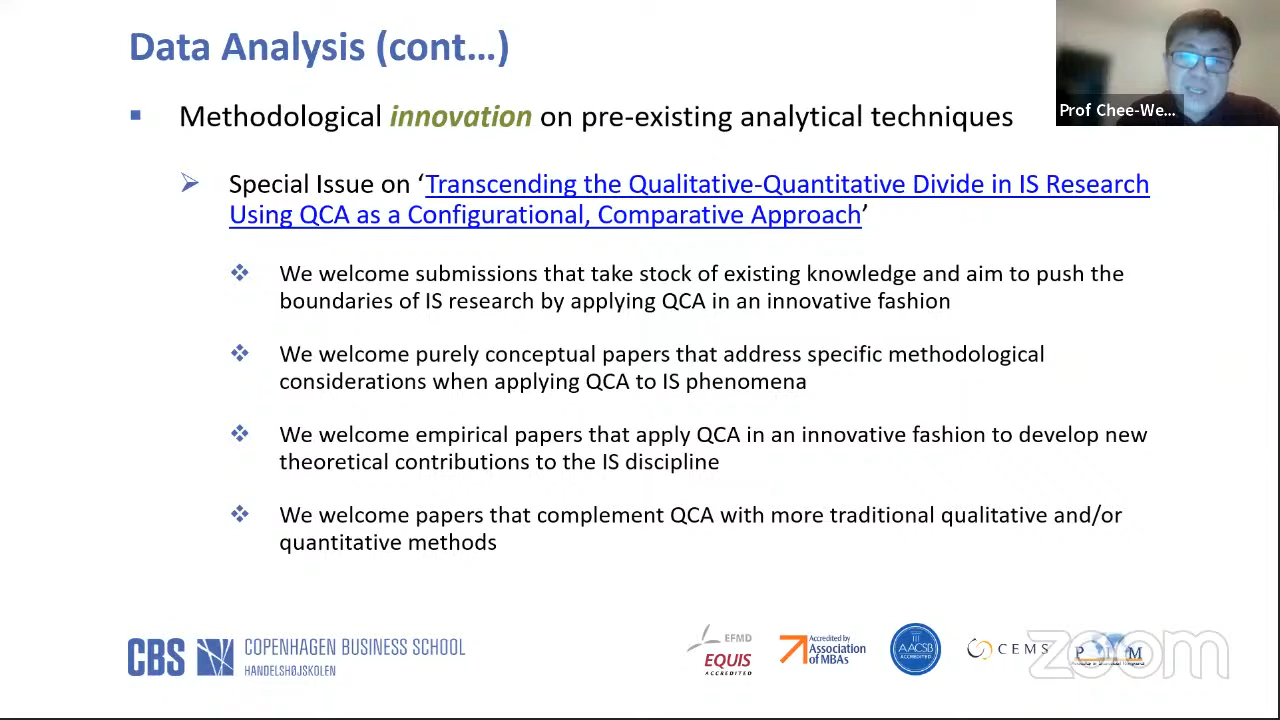 Data Analysis (cont…)
Prof Chee-We...
Methodological innovation on pre-existing analytical techniques
Special Issue on ‘Transcending the Qualitative-Quantitative Divide in IS Research
Using QCA as a Configurational, Comparative Approach’
We welcome submissions that take stock of existing knowledge and aim to push the
boundaries of IS research by applying QCA in an innovative fashion
We welcome purely conceptual papers that address specific methodological
considerations when applying QCA to IS phenomena
We welcome empirical papers that apply QCA in an innovative fashion to develop new
theoretical contributions to the IS discipline
We welcome papers that complement QCA with more traditional qualitative and/or
quantitative methods
CBS
COPENHAGEN BUSINESS SCHOOL
HANDELSHØJSKOLEN
EFMD
EQUIS
ACCREDITED
Accredited by
Association
of MBAs
AACSB
ACCREDITED
CEMS
P M
zoom